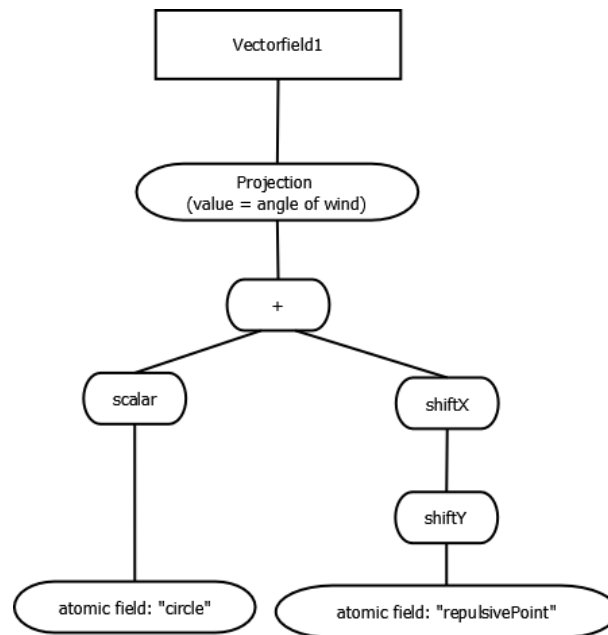 Vectorfield1
Projection
(value = angle of wind)
+
scalar
shiftX
shiftY
atomic field: "circle"
atomic field: "repulsivePoint"